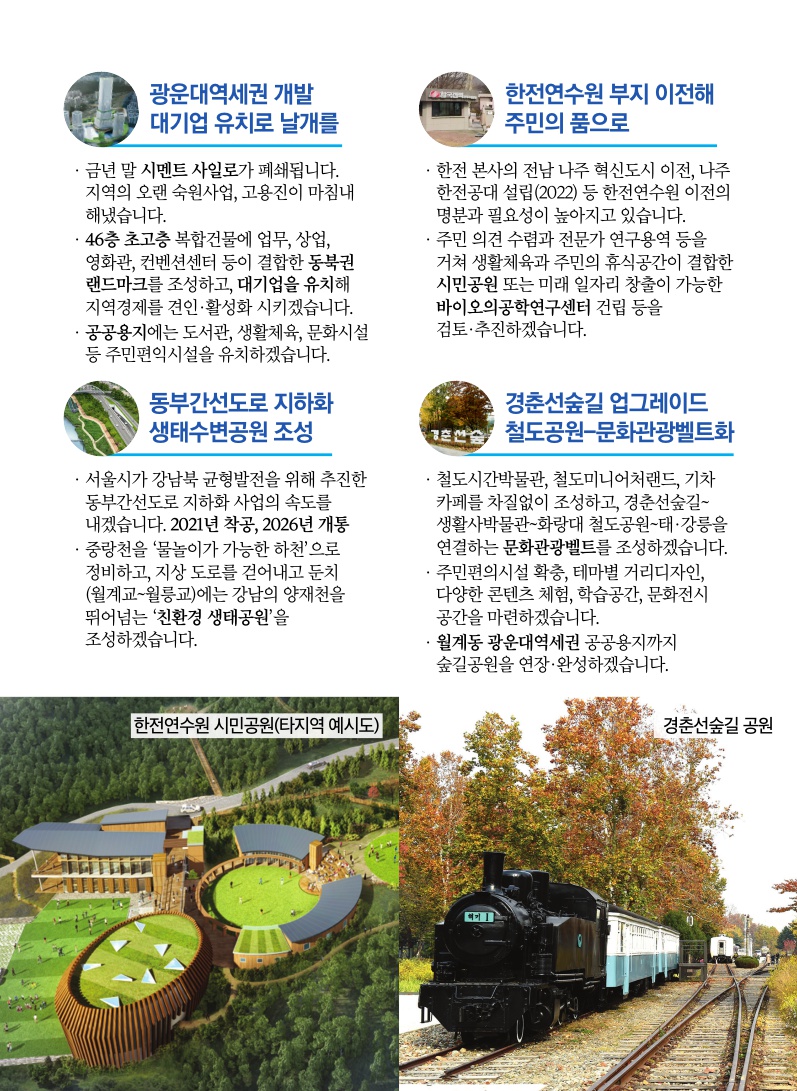 광운대역세권 개발
대기업 유치로 날개를
· 금년 말 시멘트 사일로가 폐쇄됩니다.
지역의 오랜 숙원사업, 고용진이 마침내
해냈습니다.
· 46층 초고층 복합건물에 업무, 상업,
영화관, 컨벤션센터 등이 결합한 동북권
랜드마크를 조성하고, 대기업을 유치해
지역경제를 견인·활성화 시키겠습니다.
· 공공용지에는 도서관, 생활체육, 문화시설
등 주민편익시설을 유치하겠습니다.
한전연수원 부지 이전해
주민의 품으로
· 한전 본사의 전남 나주 혁신도시 이전, 나주
한전공대 설립(2022) 등 한전연수원 이전의
명분과 필요성이 높아지고 있습니다.
· 주민 의견 수렴과 전문가 연구용역 등을
거쳐 생활체육과 주민의 휴식공간이 결합한
시민공원 또는 미래 일자리 창출이 가능한
바이오의공학연구센터 건립 등을
검토·추진하겠습니다.
동부간선도로 지하화
생태수변공원 조성
· 서울시가 강남북 균형발전을 위해 추진한
동부간선도로 지하화 사업의 속도를
내겠습니다. 2021년 착공, 2026년 개통
· 중랑천을 ‘물놀이가 가능한 하천’으로
정비하고, 지상 도로를 걷어내고 둔치
(월계교~월릉교)에는 강남의 양재천을
뛰어넘는 ‘친환경 생태공원’을
조성하겠습니다.
경춘선숲
경춘선숲길 업그레이드
철도공원-문화관광벨트화
· 철도시간박물관, 철도미니어처랜드, 기차
카페를 차질없이 조성하고, 경춘선숲길~
생활사박물관~화랑대 철도공원~태·강릉을
연결하는 문화관광벨트를 조성하겠습니다.
· 주민편의시설 확충, 테마별 거리디자인,
다양한 콘텐츠 체험, 학습공간, 문화전시
공간을 마련하겠습니다.
· 월계동 광운대역세권 공공용지까지
숲길공원을 연장·완성하겠습니다.
한전연수원 시민공원(타지역 예시도)
경춘선숲길 공원
혀기 1